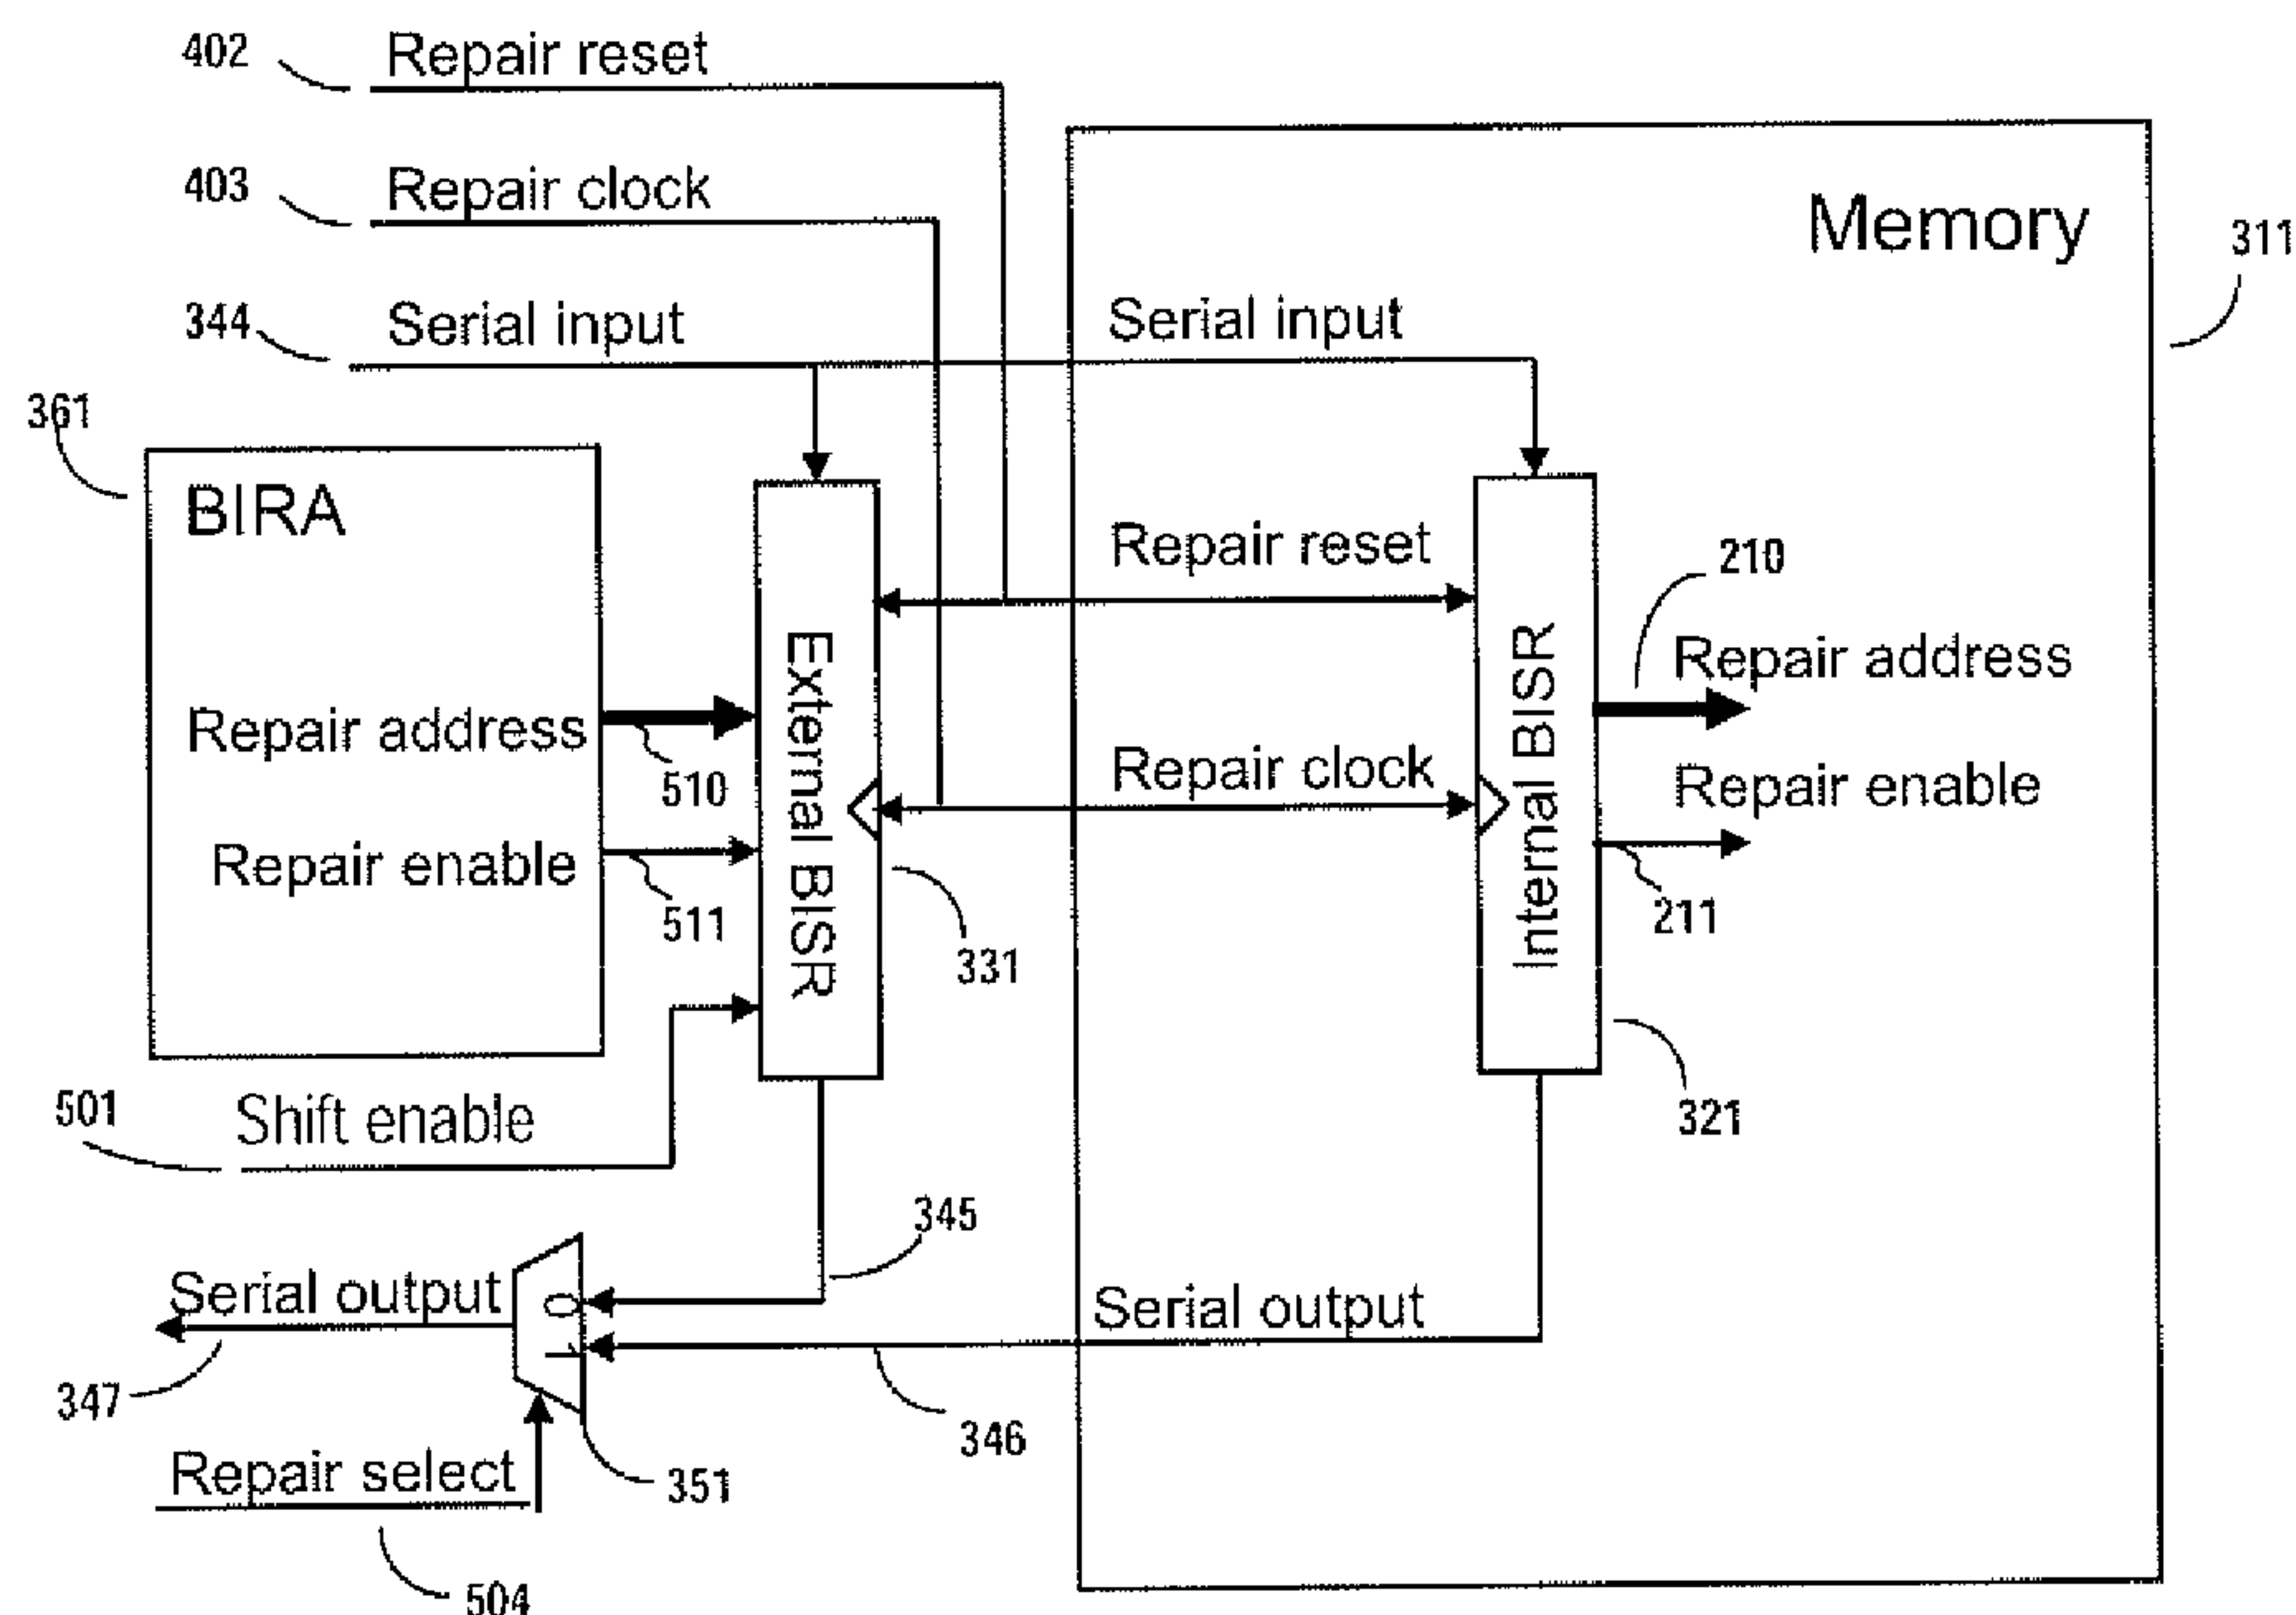 402 Repair reset
403 Repair clock
Memory
311
344 Serial input
Serial input
361
BIRA
Repair reset
210
Repair address
External BISR
Internal BISR
Repair address
510
Repair clock
Repair enable
Repair enable
511
331
211
501 Shift enable
321
345
Serial output
0
1
Serial output
347
346
Repair select
351
504